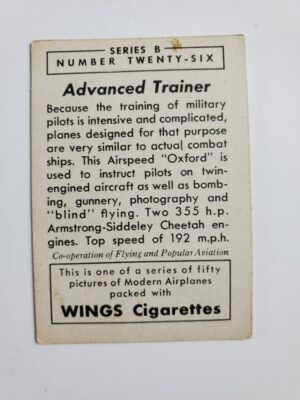 SERIES B
NUMBER TWENTY-SIX
Advanced Trainer
Because the training of military
pilots is intensive and complicated,
planes designed for that purpose
are very similar to actual combat
ships. This Airspeed "Oxford" is
used to instruct pilots on twin-
engined aircraft as well as bomb-
ing, gunnery, photography and
"blind" flying. Two 355 h.p.
Armstrong-Siddeley Cheetah en-
gines. Top speed of 192 m.p.h.
Co-operation of Flying and Popular Aviation
This is one of a series of fifty
pictures of Modern Airplanes
packed with
WINGS Cigarettes